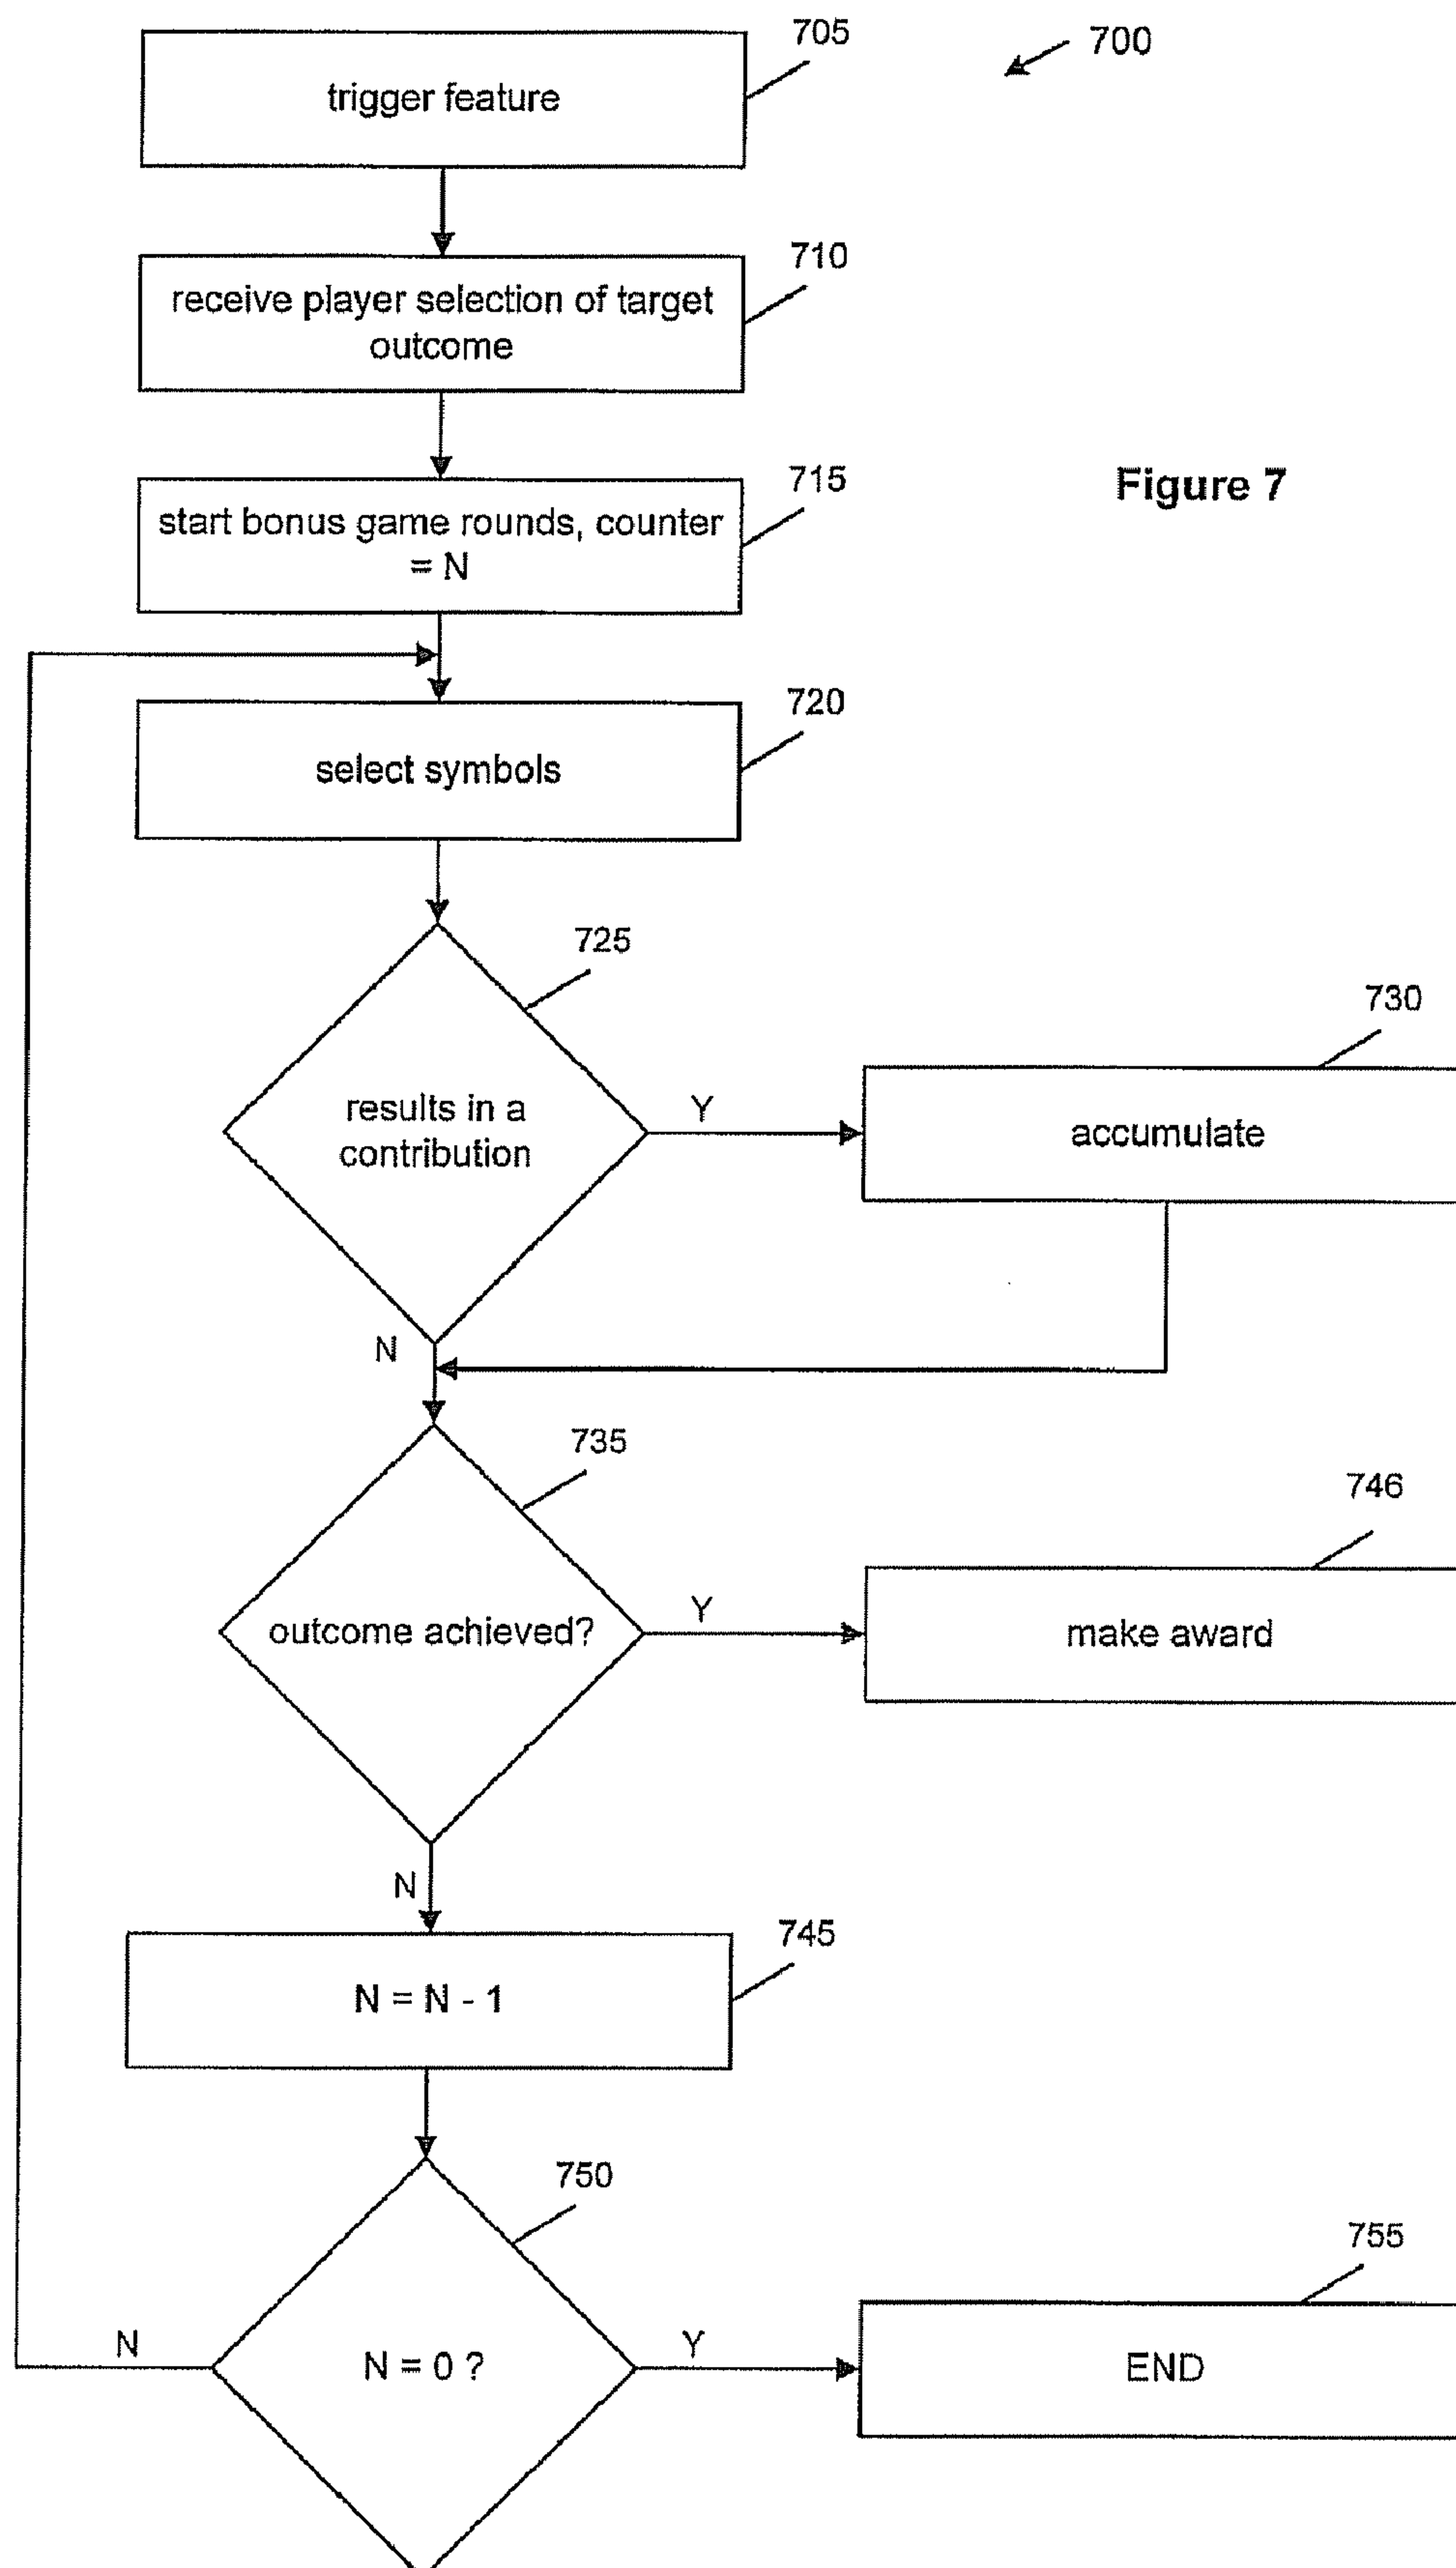 705
700
trigger feature
710
receive player selection of target
outcome
715
Figure 7
start bonus game rounds, counter
= N
720
select symbols
725
730
results in a
contribution
Y
accumulate
N
735
746
outcome achieved?
Y
make award
N
745
N = N - 1
750
755
N
N = 0 ?
Y
END